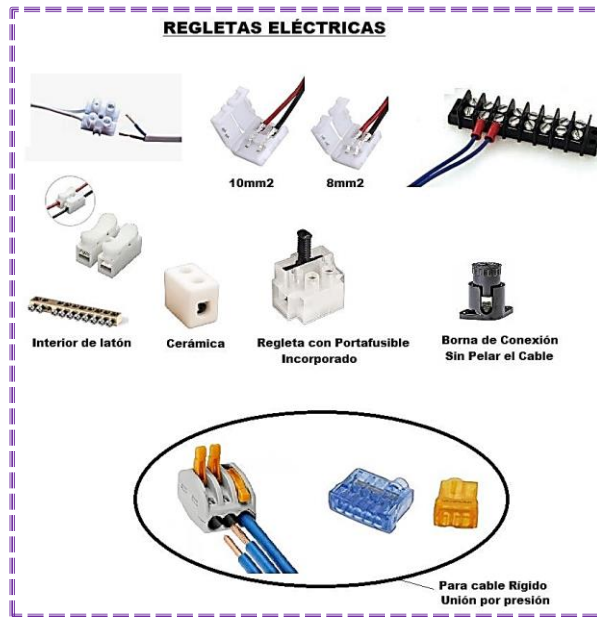 REGLETAS ELÉCTRICAS
10mm2
8mm2
Interior de latón
Cerámica
Regleta con Portafusible
Incorporado
Borna de Conexión
Sin Pelar el Cable
Para cable Rígido
Unión por presión